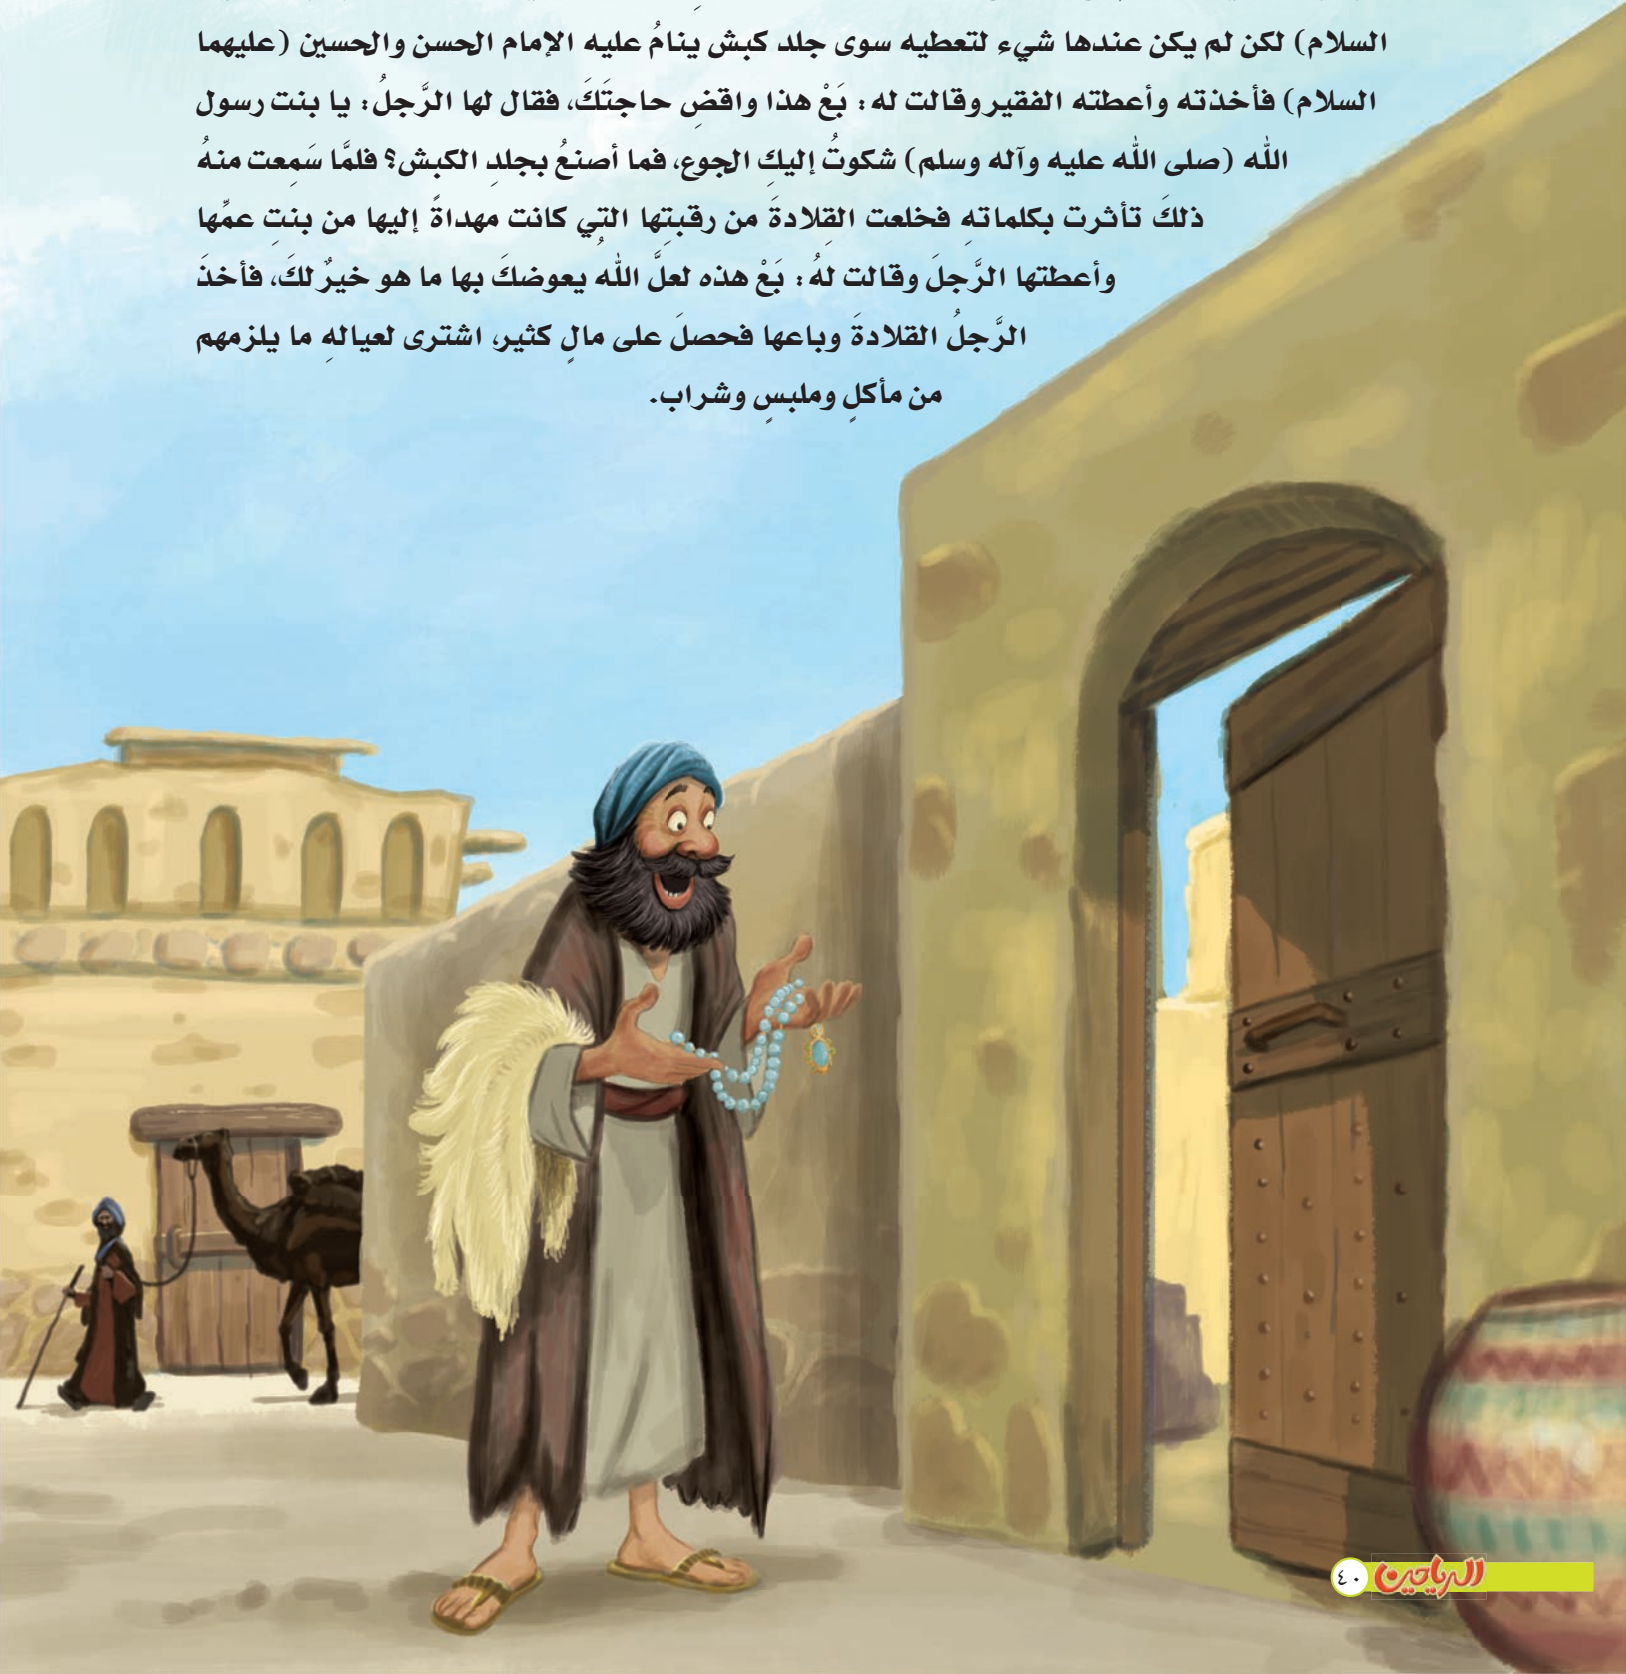 السلام) لكن لم يكن عندها شيء لتعطيه سوى جلد كبش ينامُ عليه الإمام الحسن والحسين (عليهما
السلام) فأخذته وأعطته الفقيروقالت له: بَعْ هذا واقضِ حاجتَكَ، فقال لها الرَّجلُ: يا بنت رسول
الله (صلى الله عليه وآله وسلم) شكوتُ إليكِ الجوع، فما أصنعُ بجلدِ الكبش؟ فلمَّا سَمِعت منهُ
ذلكَ تأثرت بكلماتهِ فخلعت القِلادةَ من رقبتِها التي كانت مهداةً إليها من بنتِ عمِّها
وأعطتها الرَّجلَ وقالت لهُ: بَعْ هذه لعلَّ اللهُ يعوضكَ بها ما هو خيرٌ لكَ، فأخذَ
الرَّجلُ القلادةَ وباعها فحصلَ على مالٍ كثير، اشترى لعيالهِ ما يلزمهم
من مأكلٍ وملبسٍ وشراب.
الرياحين ٤٠